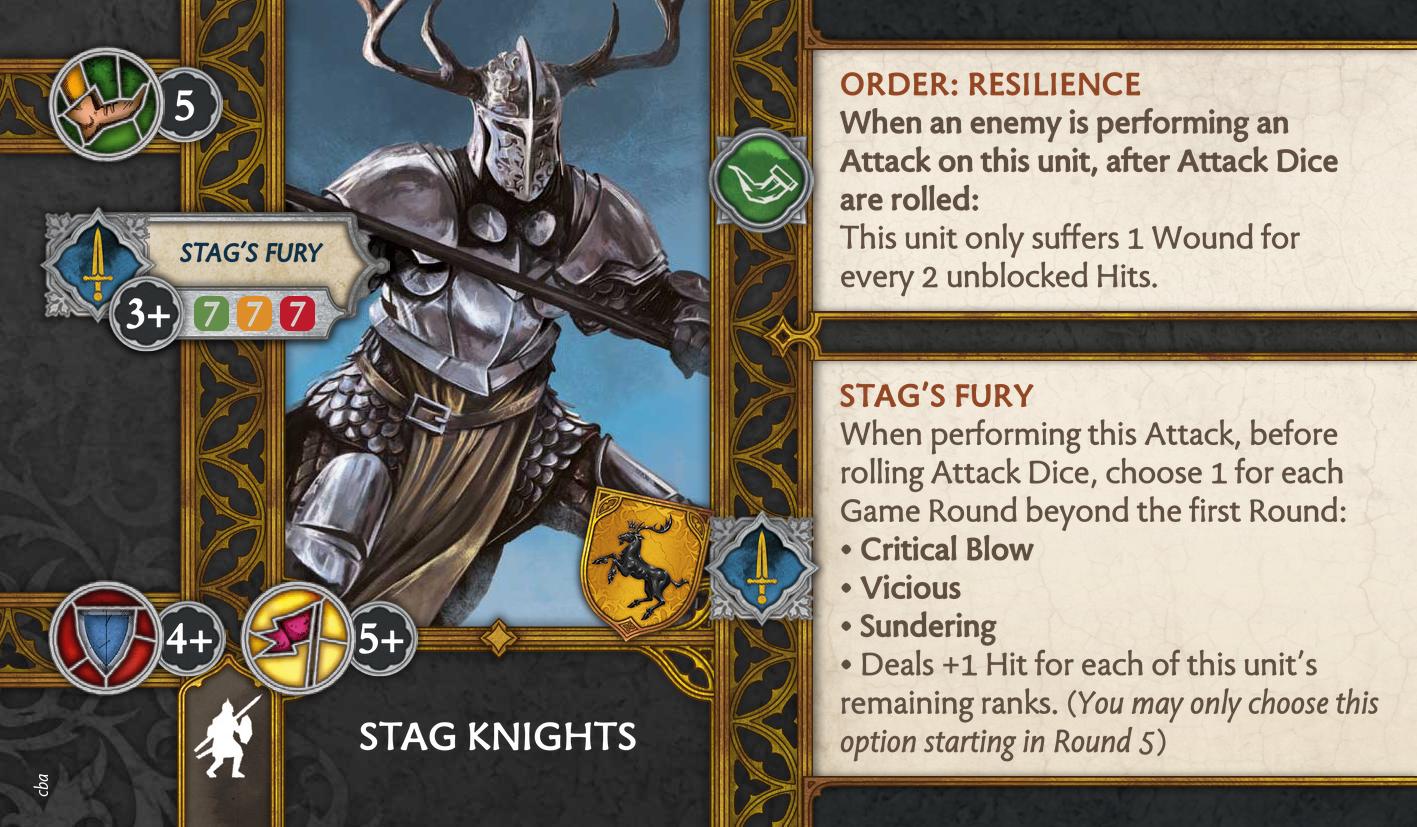 5
STAG'S FURY
3+ 7 7 7
4+ 5+
STAG KNIGHTS
cba
ORDER: RESILIENCE
When an enemy is performing an
Attack on this unit, after Attack Dice
are rolled:
This unit only suffers 1 Wound for
every 2 unblocked Hits.
STAG'S FURY
When performing this Attack, before
rolling Attack Dice, choose 1 for each
Game Round beyond the first Round:
• Critical Blow
• Vicious
• Sundering
• Deals +1 Hit for each of this unit's
remaining ranks. (You may only choose this
option starting in Round 5)